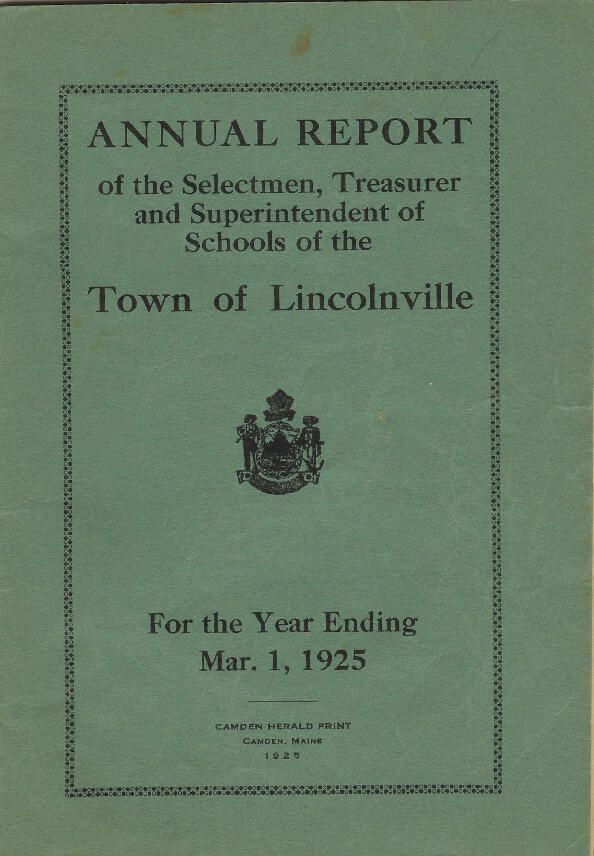 ANNUAL REPORT
of the Selectmen, Treasurer
and Superintendent of
Schools of the
Town of Lincolnville
For the Year Ending
Mar. 1, 1925
CAMDEN HERALD PRINT
CAMDEN, MAINE
1925